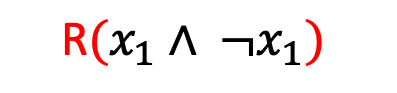 R(x₁ ∧ ¬x₁)